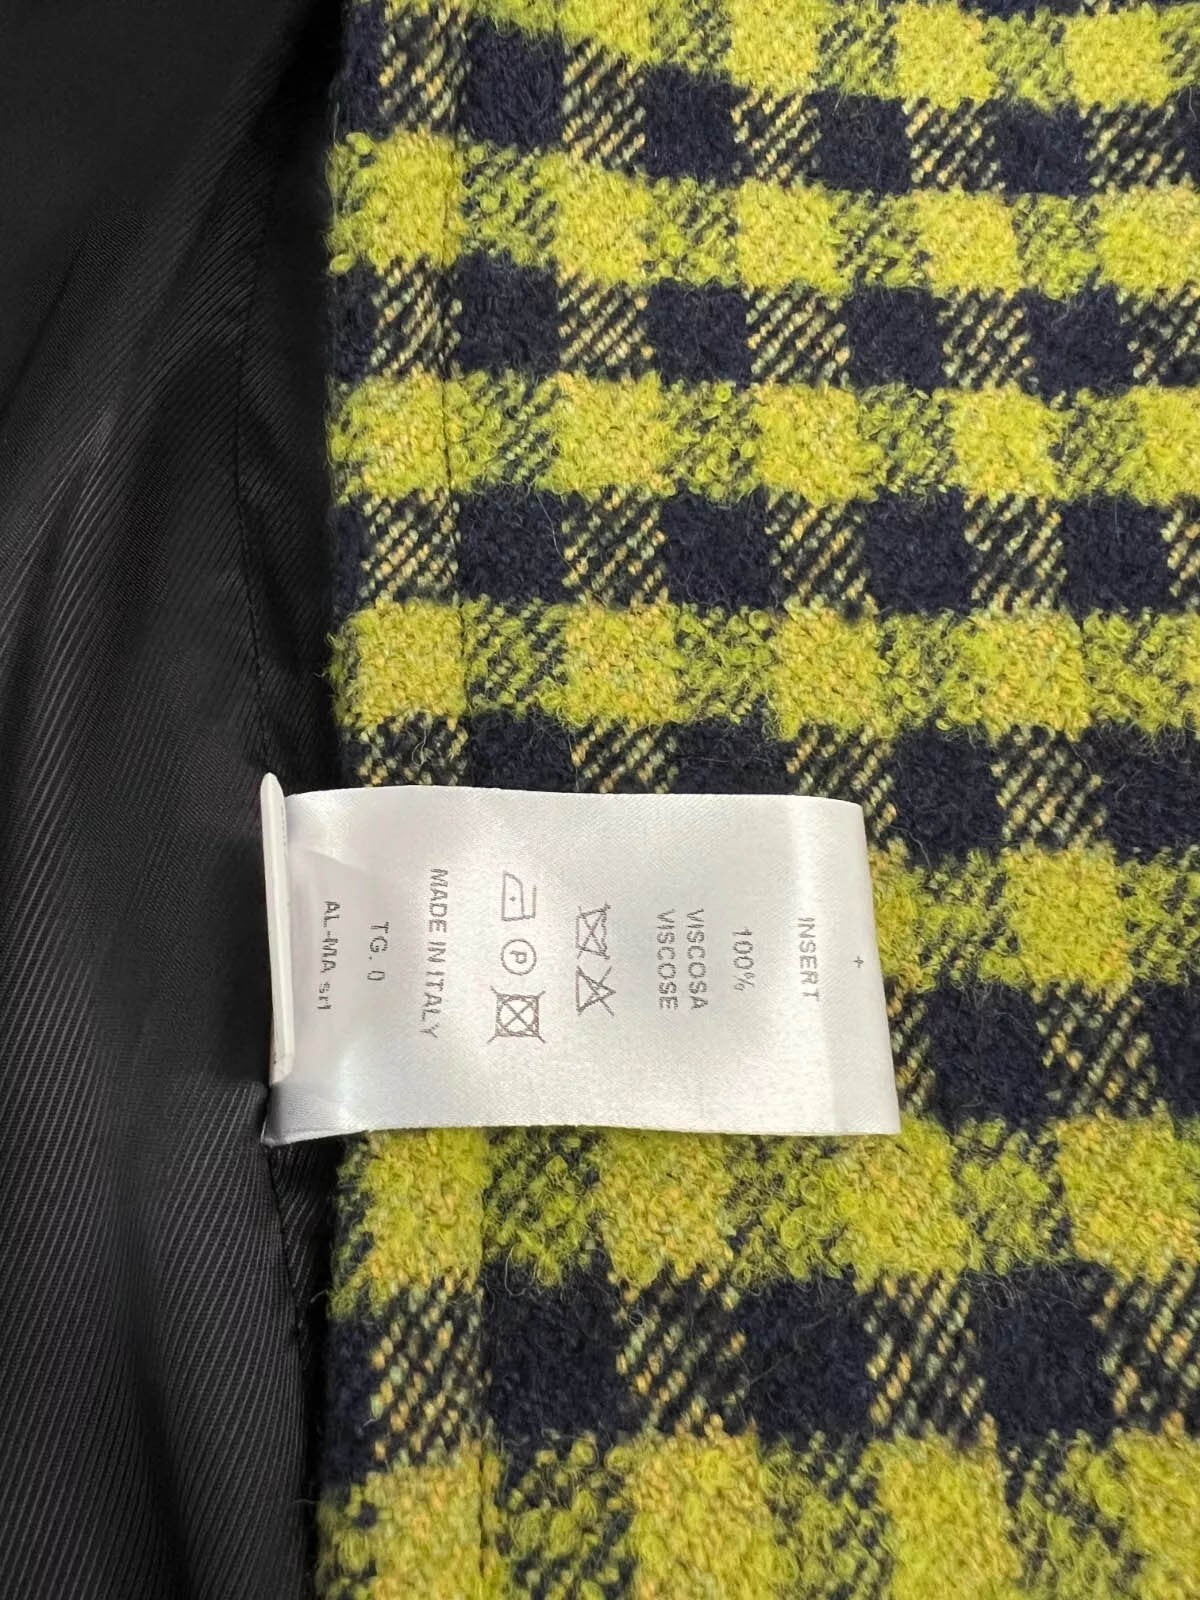 +
INSERT
100%
VISCOSA
VISCOSE
P
MADE IN ITALY
TG. 0
AL-MA srl